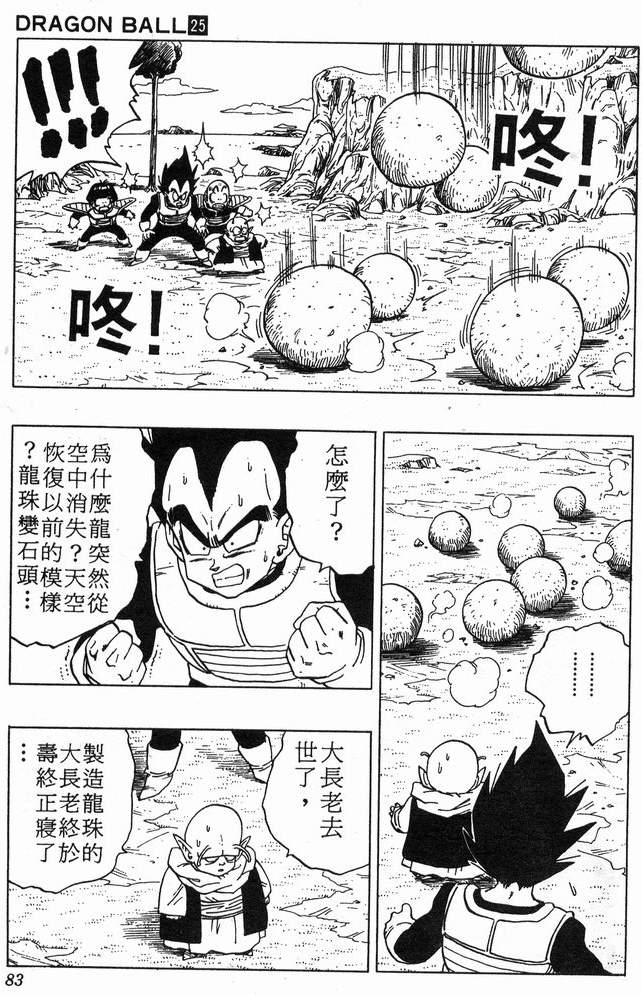 DRAGON BALL 25
!!!
咚!
咚!
⋯⋯
怎麼了？
爲什麼龍突然從
空中消失？天空
恢復以前的模樣
？龍珠變石頭⋯
大長老去
世了，
製造龍珠的
大長老終於
壽終正寢了
⋯
83